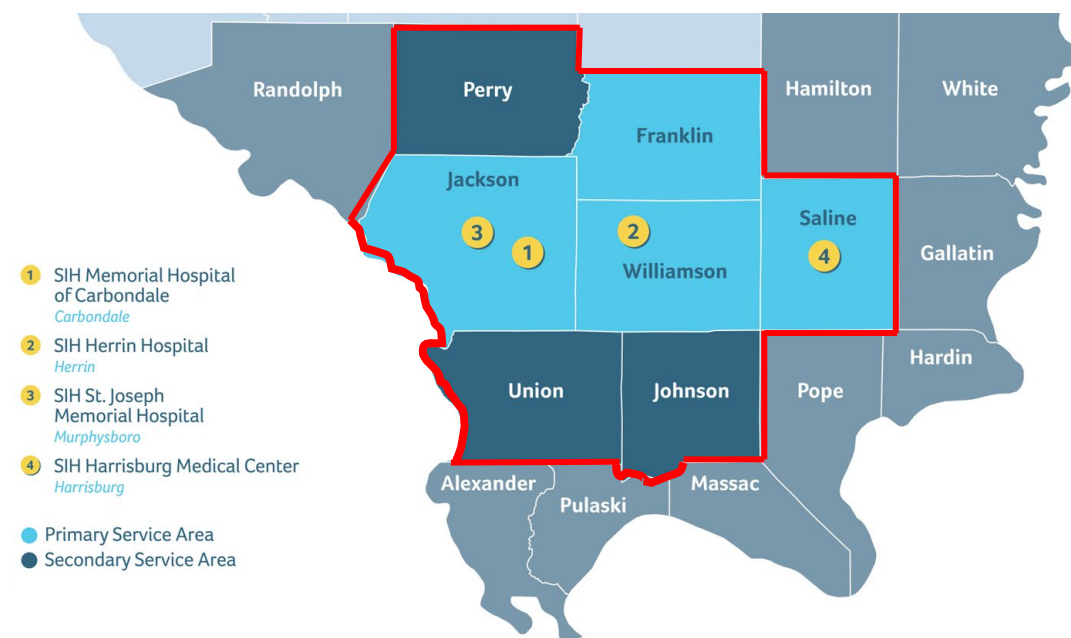 Randolph
Perry
Hamilton
White
Franklin
Jackson
Saline
3
1
2
4
Williamson
Gallatin
Hardin
Union
Johnson
Pope
Alexander
Pulaski
Massac
1 SIH Memorial Hospital
of Carbondale
Carbondale
2 SIH Herrin Hospital
Herrin
3 SIH St. Joseph
Memorial Hospital
Murphysboro
4 SIH Harrisburg Medical Center
Harrisburg
Primary Service Area
Secondary Service Area